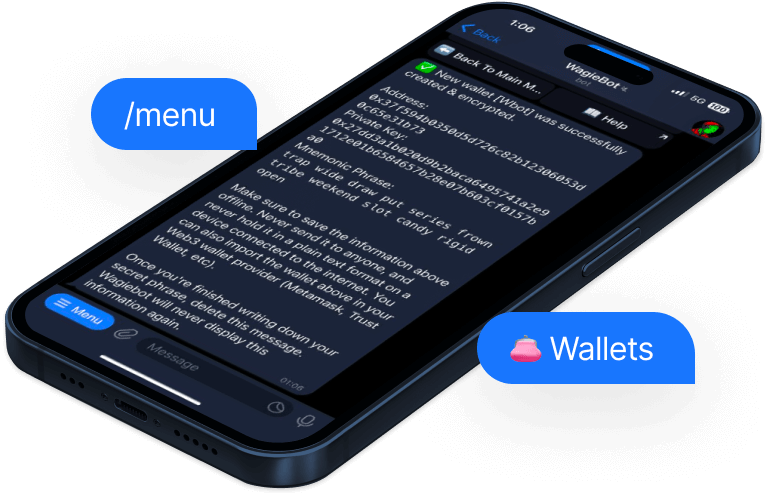 /menu
1:06
5G
100
Back
WagieBot
bot
Back To Main M...
Help
✅ New wallet [Wbot] was successfully
created & encrypted.
Address:
0x37f594b0350d5d726c82b12306053d
0c65e31b73
Private Key:
0x27dd3a1b020d9b2baca6495741a2e9
1712e01b6584657b28e07b603cf0157b
a0
Mnemonic Phrase:
trap wide draw put series frown
tribe weekend slot candy rigid
open
Make sure to save the information above
offline. Never send it to anyone, and
never hold it in a plain text format on a
device connected to the internet. You
can also import the wallet above in your
Web3 wallet provider (Metamask, Trust
Wallet, etc).
Once you're finished writing down your
secret phrase, delete this message.
Wagiebot will never display this
information again.
01:06
Menu
Message
👛 Wallets